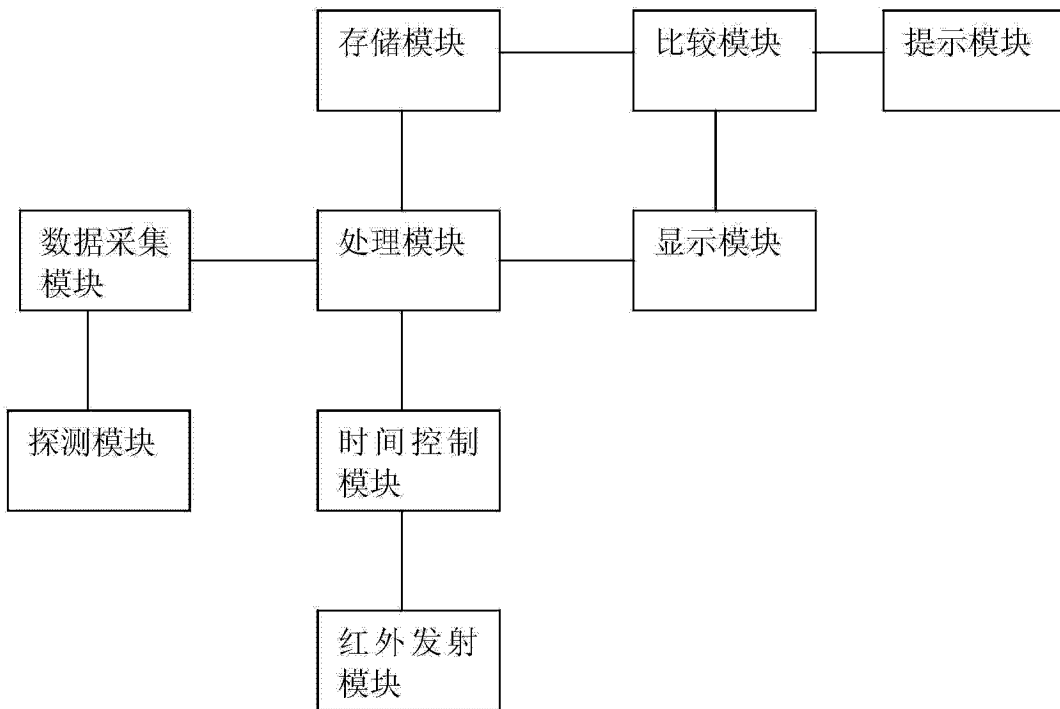 存储模块
比较模块
提示模块
数据采集
模块
处理模块
显示模块
探测模块
时间控制
模块
红外发射
模块